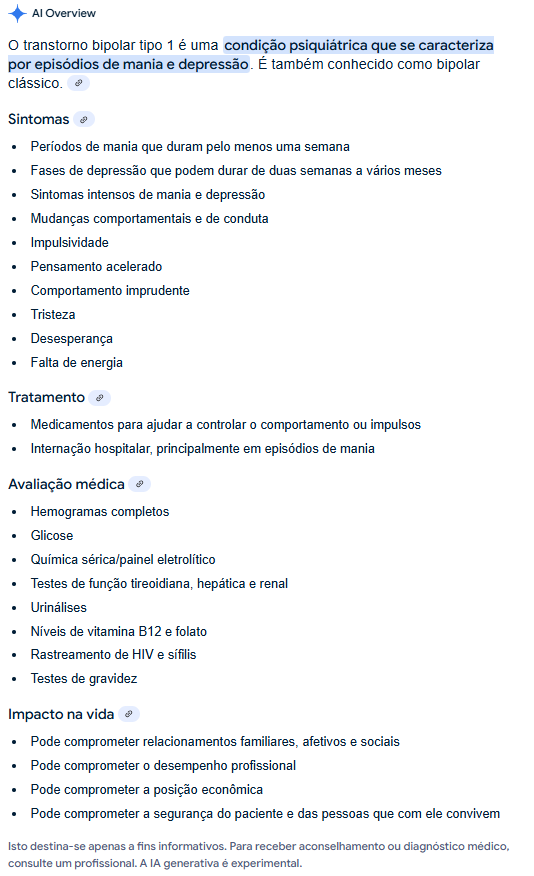 AI Overview
O transtorno bipolar tipo 1 é uma condição psiquiátrica que se caracteriza
por episódios de mania e depressão. É também conhecido como bipolar
clássico.
Sintomas
Períodos de mania que duram pelo menos uma semana
Fases de depressão que podem durar de duas semanas a vários meses
Sintomas intensos de mania e depressão
Mudanças comportamentais e de conduta
Impulsividade
Pensamento acelerado
Comportamento imprudente
Tristeza
Desesperança
Falta de energia
Tratamento
Medicamentos para ajudar a controlar o comportamento ou impulsos
Internação hospitalar, principalmente em episódios de mania
Avaliação médica
Hemogramas completos
Glicose
Química sérica/painel eletrolítico
Testes de função tireoidiana, hepática e renal
Urinálises
Níveis de vitamina B12 e folato
Rastreamento de HIV e sífilis
Testes de gravidez
Impacto na vida
Pode comprometer relacionamentos familiares, afetivos e sociais
Pode comprometer o desempenho profissional
Pode comprometer a posição econômica
Pode comprometer a segurança do paciente e das pessoas que com ele convivem
Isto destina-se apenas a fins informativos. Para receber aconselhamento ou diagnóstico médico,
consulte um profissional. A IA generativa é experimental.